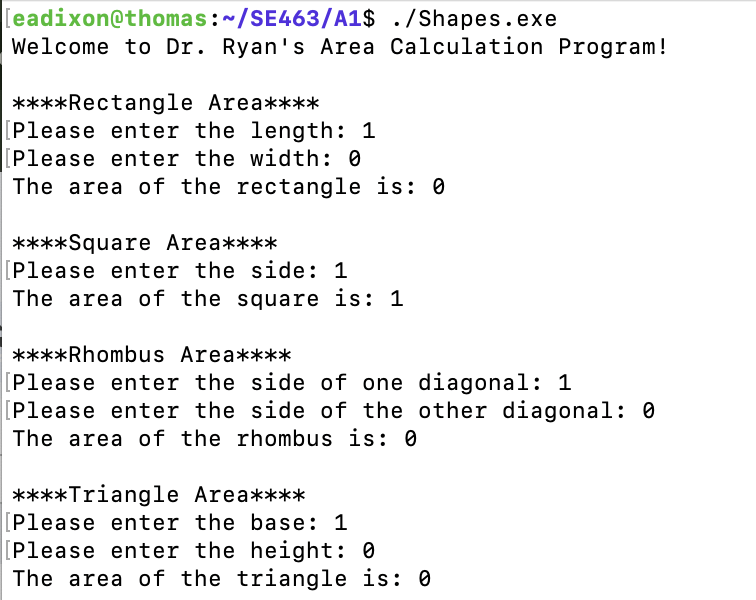 [eadixon@thomas:~/SE463/A1$ ./Shapes.exe
Welcome to Dr. Ryan's Area Calculation Program!
****Rectangle Area****
[Please enter the length: 1
[Please enter the width: 0
The area of the rectangle is: 0
****Square Area****
[Please enter the side: 1
The area of the square is: 1
****Rhombus Area****
[Please enter the side of one diagonal: 1
[Please enter the side of the other diagonal: 0
The area of the rhombus is: 0
****Triangle Area****
[Please enter the base: 1
[Please enter the height: 0
The area of the triangle is: 0